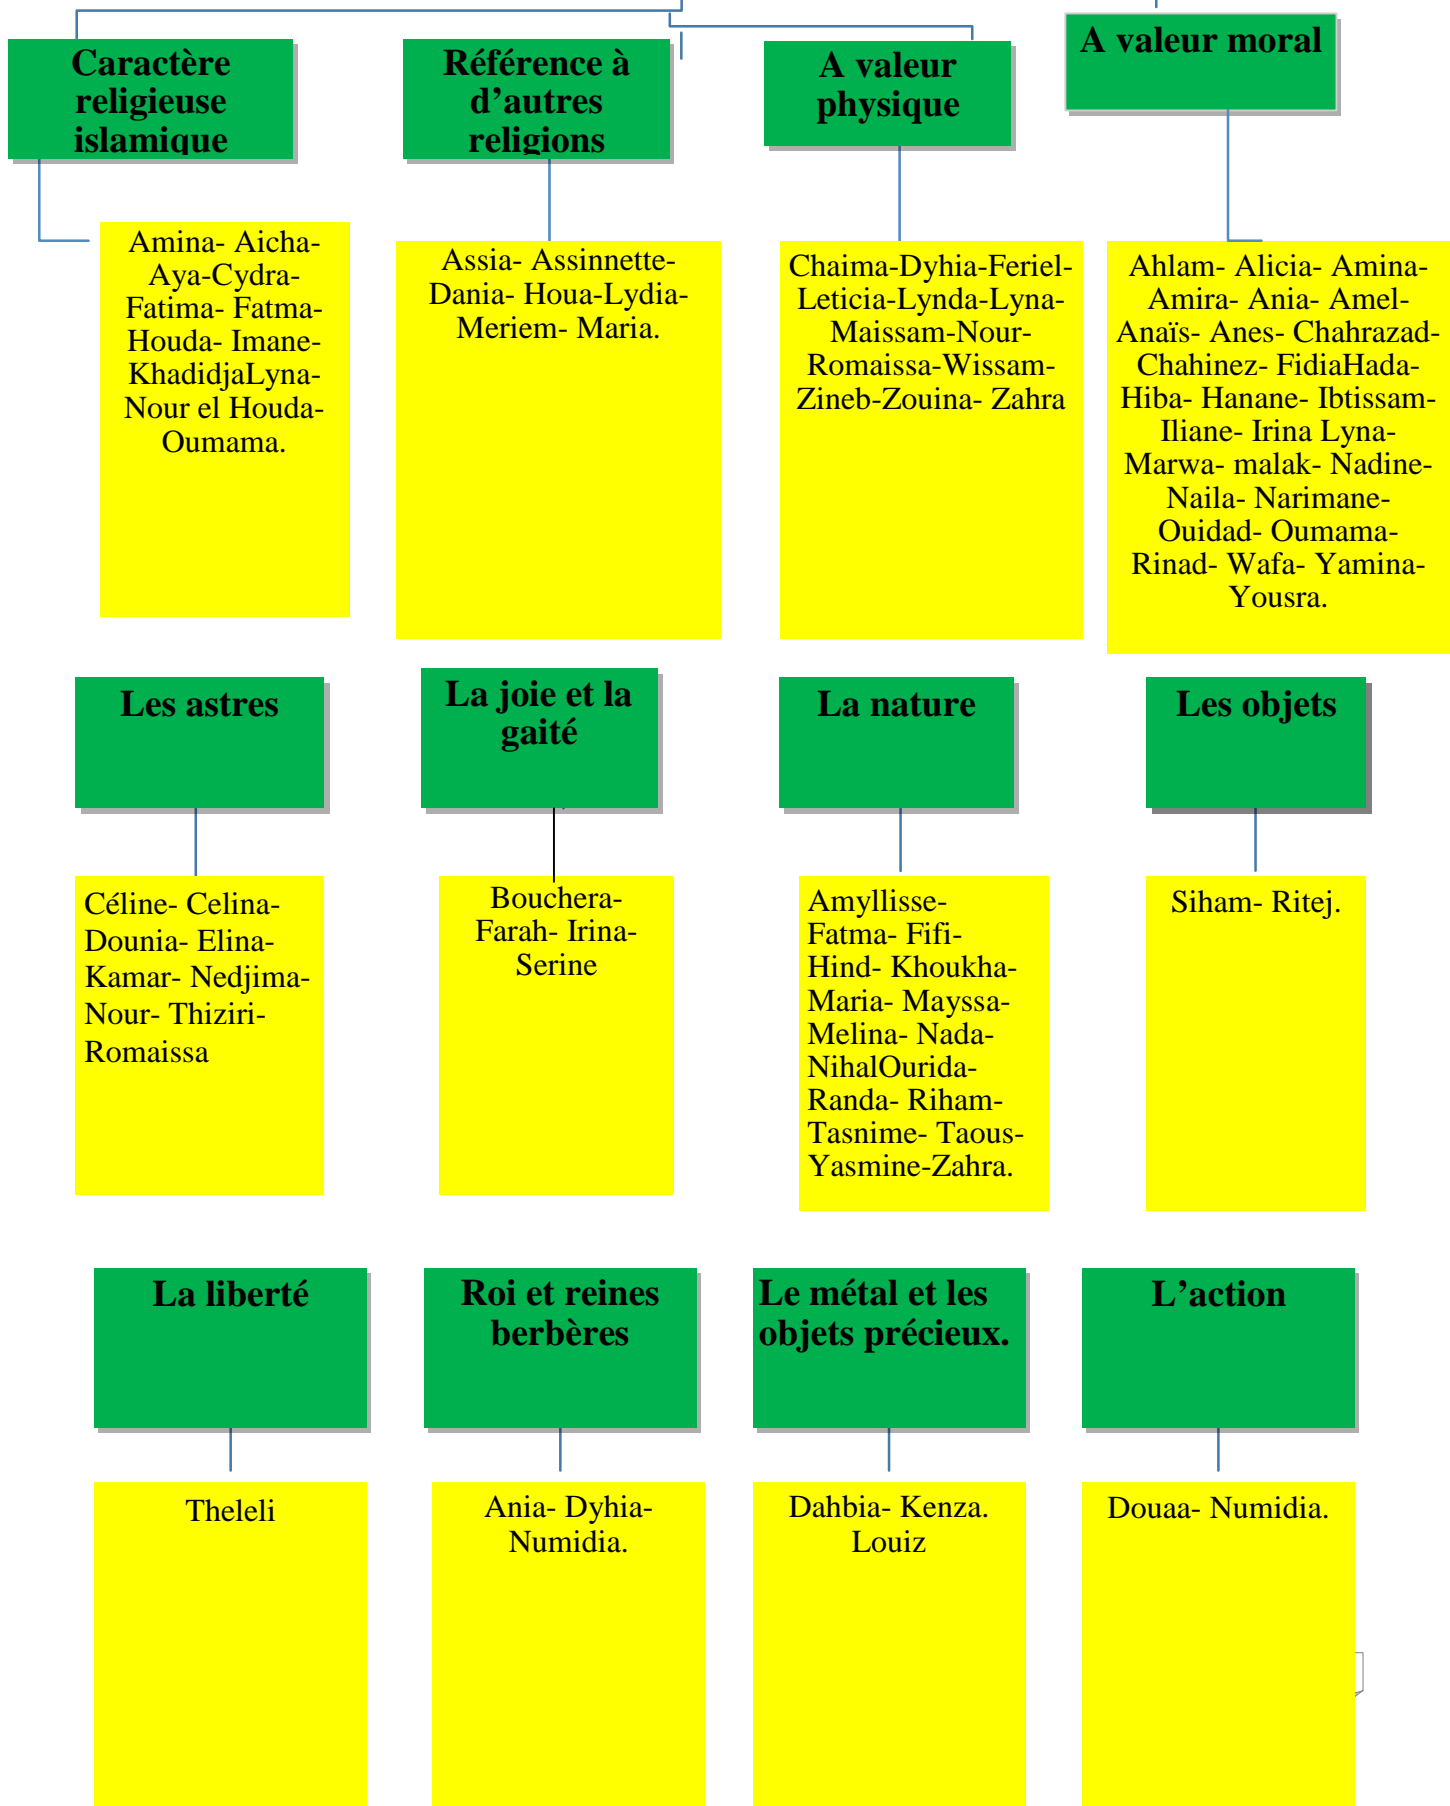 Caractère
religieuse
islamique
Référence à
d'autres
religions
A valeur
physique
A valeur moral
Amina- Aicha-
Aya-Cydra-
Fatima- Fatma-
Houda- Imane-
KhadidjaLyna-
Nour el Houda-
Oumama.
Assia- Assinnette-
Dania- Houa-Lydia-
Meriem- Maria.
Chaima-Dyhia-Feriel-
Leticia-Lynda-Lyna-
Maissam-Nour-
Romaissa-Wissam-
Zineb-Zouina- Zahra
Ahlam- Alicia- Amina-
Amira- Ania- Amel-
Anaïs- Anes- Chahrazad-
Chahinez- FidiaHada-
Hiba- Hanane- Ibtissam-
Iliane- Irina Lyna-
Marwa- malak- Nadine-
Naila- Narimane-
Ouidad- Oumama-
Rinad- Wafa- Yamina-
Yousra.
Les astres
La joie et la
gaité
La nature
Les objets
Céline- Celina-
Dounia- Elina-
Kamar- Nedjima-
Nour- Thiziri-
Romaissa
Bouchera-
Farah- Irina-
Serine
Amyllisse-
Fatma- Fifi-
Hind- Khoukha-
Maria- Mayssa-
Melina- Nada-
NihalOurida-
Randa- Riham-
Tasnime- Taous-
Yasmine-Zahra.
Siham- Ritej.
La liberté
Roi et reines
berbères
Le métal et les
objets précieux.
L'action
Theleli
Ania- Dyhia-
Numidia.
Dahbia- Kenza.
Louiz
Douaa- Numidia.